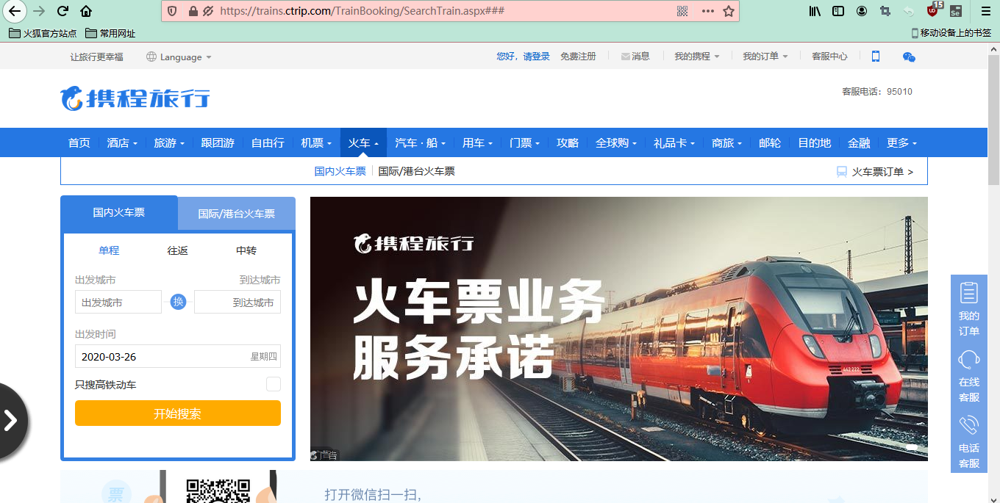 https://trains.ctrip.com/TrainBooking/SearchTrain.aspx###
15
火狐官方站点 常用网址 移动设备上的书签
让旅行更幸福 Language 您好，请登录 免费注册 消息 我的携程 我的订单 客服中心
携程旅行 客服电话：95010
首页 酒店 旅游 跟团游 自由行 机票 火车 汽车·船 用车 门票 攻略 全球购 礼品卡 商旅 邮轮 目的地 金融 更多
国内火车票 国际/港台火车票 火车票订单 >
国内火车票 国际/港台火车票
单程 往返 中转
出发城市 到达城市
出发城市 换 到达城市
出发时间
2020-03-26 星期四
只搜高铁动车
开始搜索
携程旅行
火车票业务
服务承诺
442 222
广告
我的
订单
在线
客服
电话
客服
票
打开微信扫一扫，